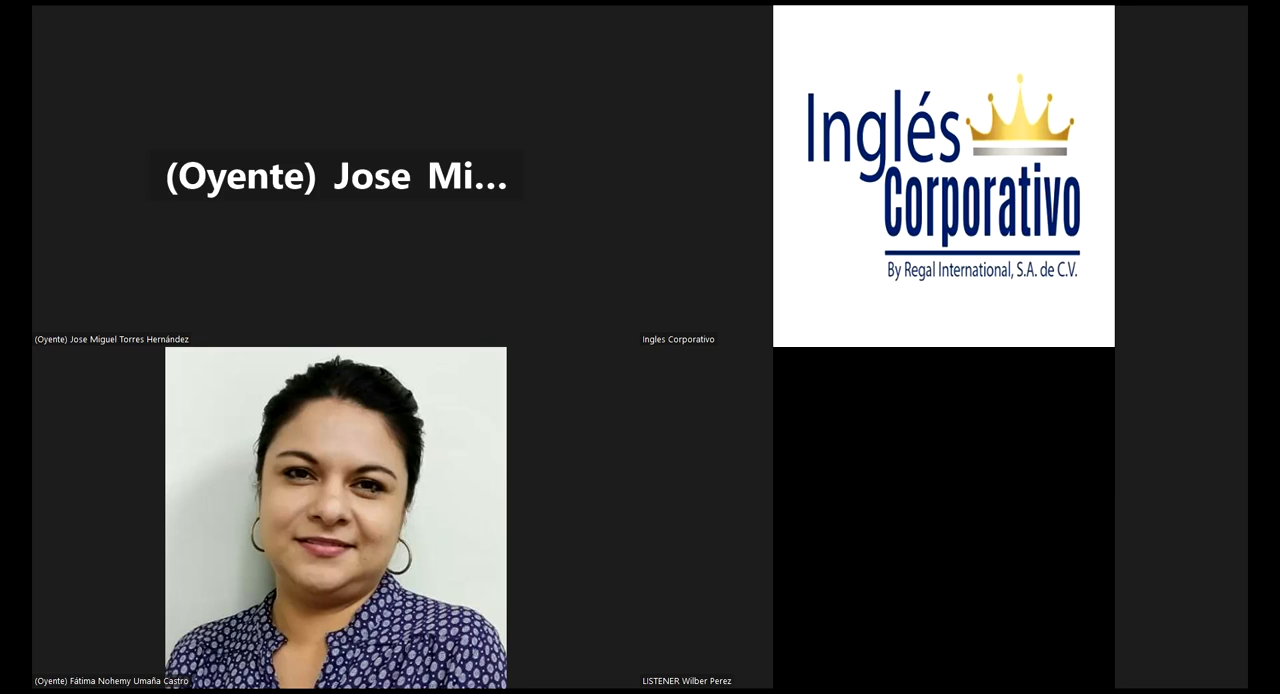 (Oyente) Jose Mi...
(Oyente) Jose Miguel Torres Hernández
Inglés
Corporativo
By Regal International, S.A. de C.V.
Ingles Corporativo
(Oyente) Fátima Nohemy Umaña Castro
LISTENER Wilber Perez